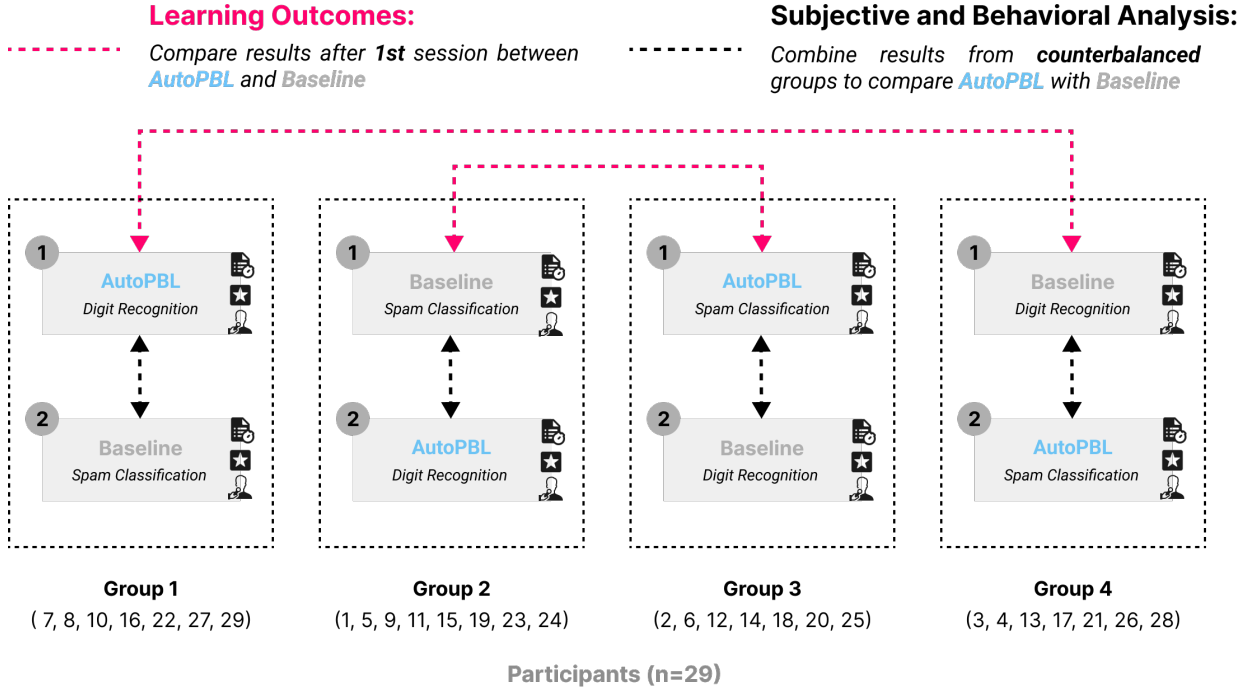 Learning Outcomes:
Compare results after 1st session between
AutoPBL and Baseline
Subjective and Behavioral Analysis:
Combine results from counterbalanced
groups to compare AutoPBL with Baseline
1
AutoPBL
Digit Recognition
2
Baseline
Spam Classification
Group 1
( 7, 8, 10, 16, 22, 27, 29)
1
Baseline
Spam Classification
2
AutoPBL
Digit Recognition
Group 2
(1, 5, 9, 11, 15, 19, 23, 24)
1
AutoPBL
Spam Classification
2
Baseline
Digit Recognition
Group 3
(2, 6, 12, 14, 18, 20, 25)
1
Baseline
Digit Recognition
2
AutoPBL
Spam Classification
Group 4
(3, 4, 13, 17, 21, 26, 28)
Participants (n=29)